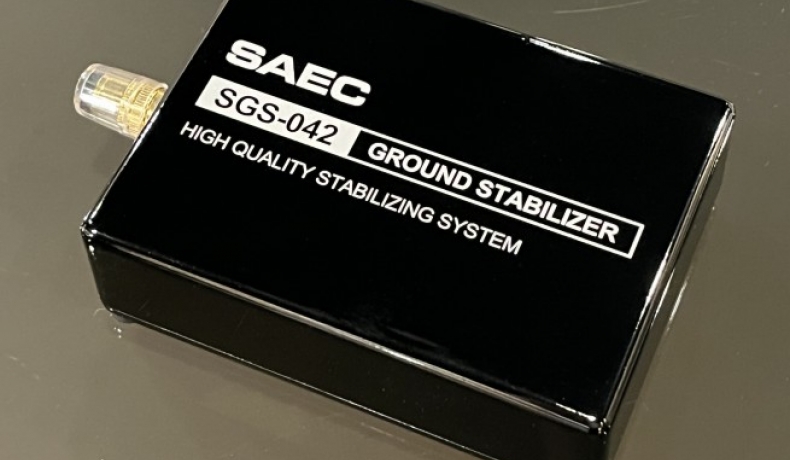 SAEC
SGS-042 GROUND STABILIZER
HIGH QUALITY STABILIZING SYSTEM